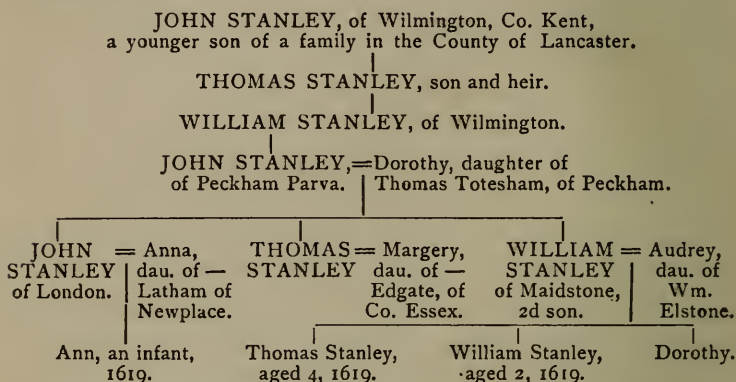 JOHN STANLEY, of Wilmington, Co. Kent,
a younger son of a family in the County of Lancaster.
THOMAS STANLEY, son and heir.
WILLIAM STANLEY, of Wilmington.
JOHN STANLEY,=Dorothy, daughter of
of Peckham Parva. Thomas Totesham, of Peckham.
JOHN = Anna,
STANLEY dau. of —
of London. Latham of
Newplace.
THOMAS = Margery,
STANLEY dau. of —
Edgate, of
Co. Essex.
WILLIAM = Audrey,
STANLEY dau. of
of Maidstone, Wm.
2d son. Elstone.
Ann, an infant,
1619.
Thomas Stanley,
aged 4, 1619.
William Stanley,
aged 2, 1619.
Dorothy.